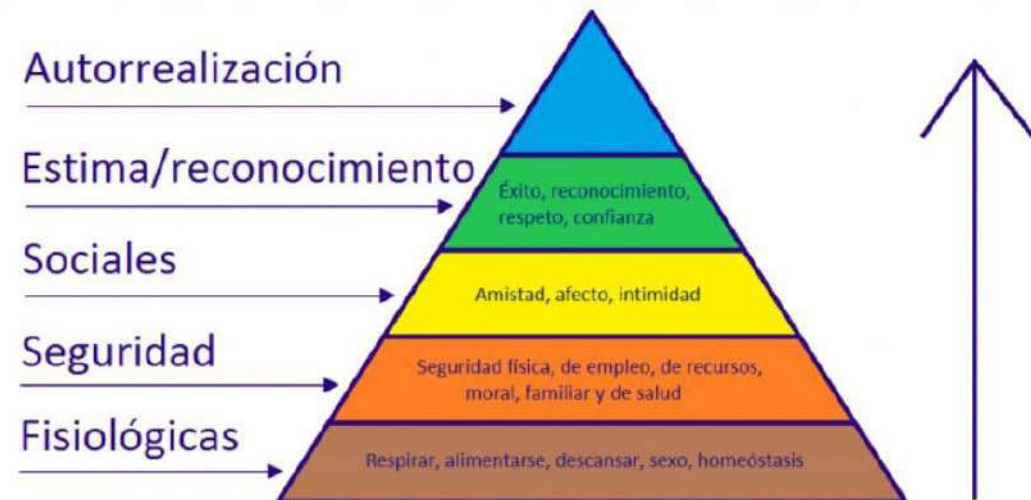 Autorrealización
Estima/reconocimiento
Éxito, reconocimiento,
respeto, confianza
Sociales
Amistad, afecto, intimidad
Seguridad
Seguridad física, de empleo, de recursos,
moral, familiar y de salud
Fisiológicas
Respirar, alimentarse, descansar, sexo, homeóstasis